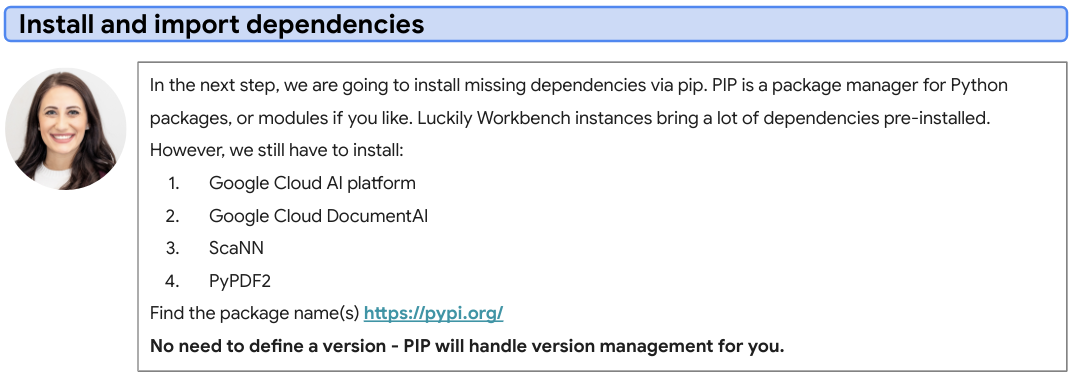 Install and import dependencies
In the next step, we are going to install missing dependencies via pip. PIP is a package manager for Python
packages, or modules if you like. Luckily Workbench instances bring a lot of dependencies pre-installed.
However, we still have to install:
1. Google Cloud AI platform
2. Google Cloud DocumentAI
3. ScaNN
4. PyPDF2
Find the package name(s) https://pypi.org/
No need to define a version - PIP will handle version management for you.